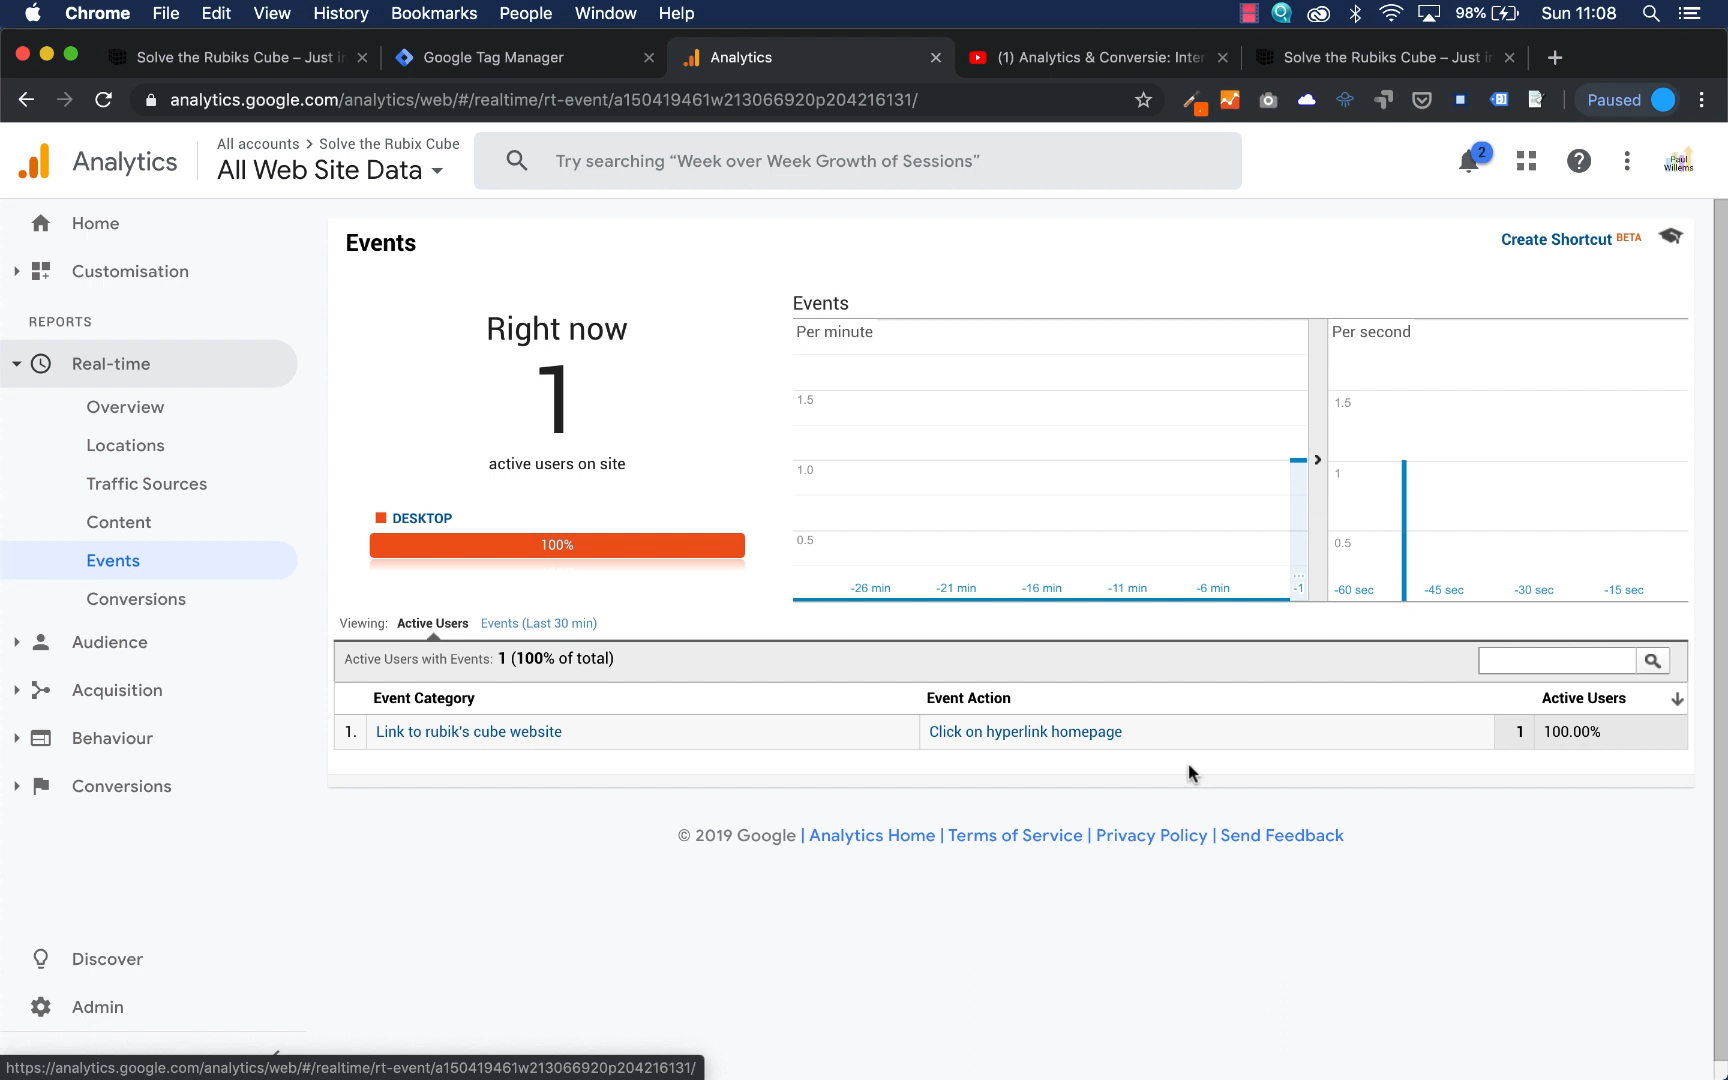 Chrome File Edit View History Bookmarks People Window Help 98% Sun 11:08
Solve the Rubiks Cube – Just in
Google Tag Manager
Analytics
(1) Analytics & Conversie: Inter
Solve the Rubiks Cube – Just in
analytics.google.com/analytics/web/#/realtime/rt-event/a150419461w213066920p204216131/
Paused
Analytics
All accounts > Solve the Rubix Cube
All Web Site Data
Try searching “Week over Week Growth of Sessions”
2
Paul
Willems
Home
Customisation
REPORTS
Real-time
Overview
Locations
Traffic Sources
Content
Events
Conversions
Audience
Acquisition
Behaviour
Conversions
Discover
Admin
Events
Create Shortcut BETA
Right now
1
active users on site
DESKTOP
100%
Events
Per minute
1.5
1.0
0.5
-26 min -21 min -16 min -11 min -6 min -1
Per second
1.5
1
0.5
-60 sec -45 sec -30 sec -15 sec
Viewing: Active Users Events (Last 30 min)
Active Users with Events: 1 (100% of total)
Event Category Event Action Active Users
1. Link to rubik's cube website Click on hyperlink homepage 1 100.00%
© 2019 Google | Analytics Home | Terms of Service | Privacy Policy | Send Feedback
https://analytics.google.com/analytics/web/#/realtime/rt-event/a150419461w213066920p204216131/